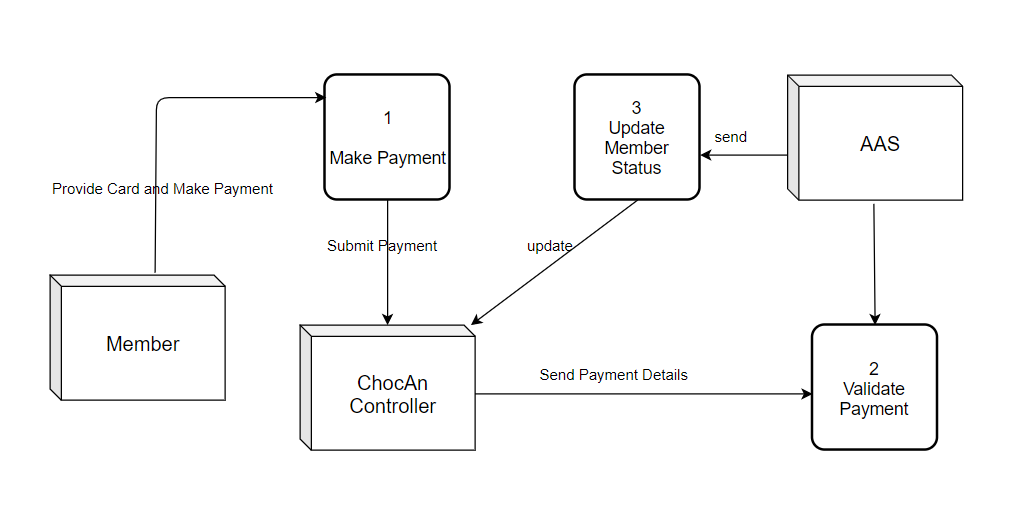 1
Make Payment
3
Update
Member
Status
send
AAS
Provide Card and Make Payment
Submit Payment
update
Member
ChocAn
Controller
Send Payment Details
2
Validate
Payment